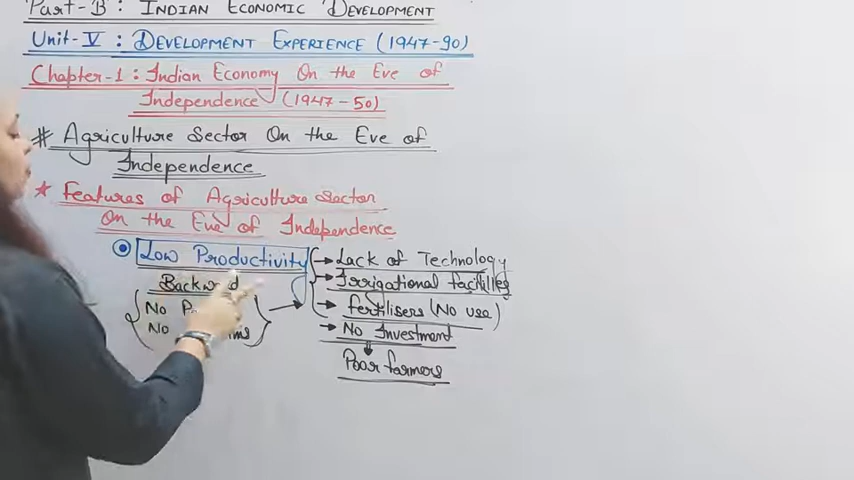 Part-B: INDIAN ECONOMIC DEVELOPMENT
Unit-V: DEVELOPMENT EXPERIENCE (1947-90)
Chapter-1: Indian Economy On the Eve of
Independence (1947-50)
# Agriculture Sector On the Eve of
Independence
* Features of Agriculture Sector
On the Eve of Independence
Low Productivity
Backward
No
No
→ Lack of Technology
→ Irrigational facilities
→ fertilisers (No use)
→ No Investment
Poor farmers